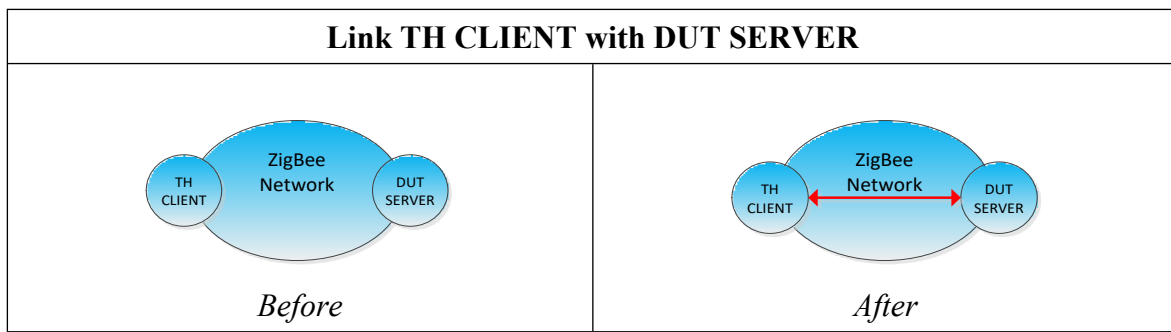 Link TH CLIENT with DUT SERVER
ZigBee
Network
TH
CLIENT
DUT
SERVER
Before
ZigBee
Network
TH
CLIENT
DUT
SERVER
After